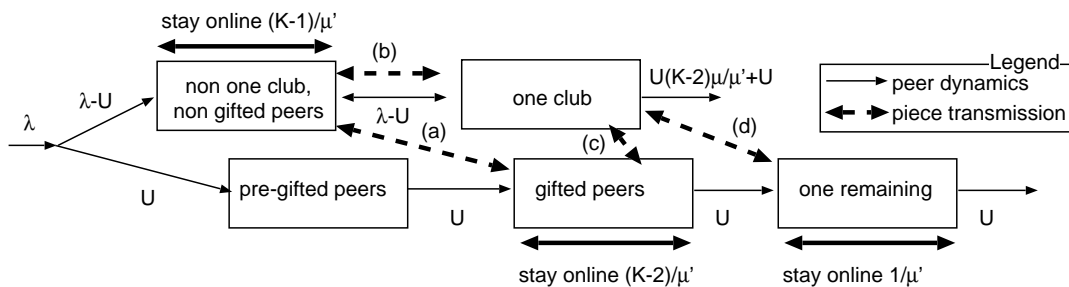 stay online (K-1)/μ’
(b)
non one club,
non gifted peers
λ-U
one club
U(K-2)μ/μ’+U
Legend
peer dynamics
piece transmission
λ
λ-U
(a)
(c)
(d)
U
pre-gifted peers
U
gifted peers
U
one remaining
U
stay online (K-2)/μ’
stay online 1/μ’